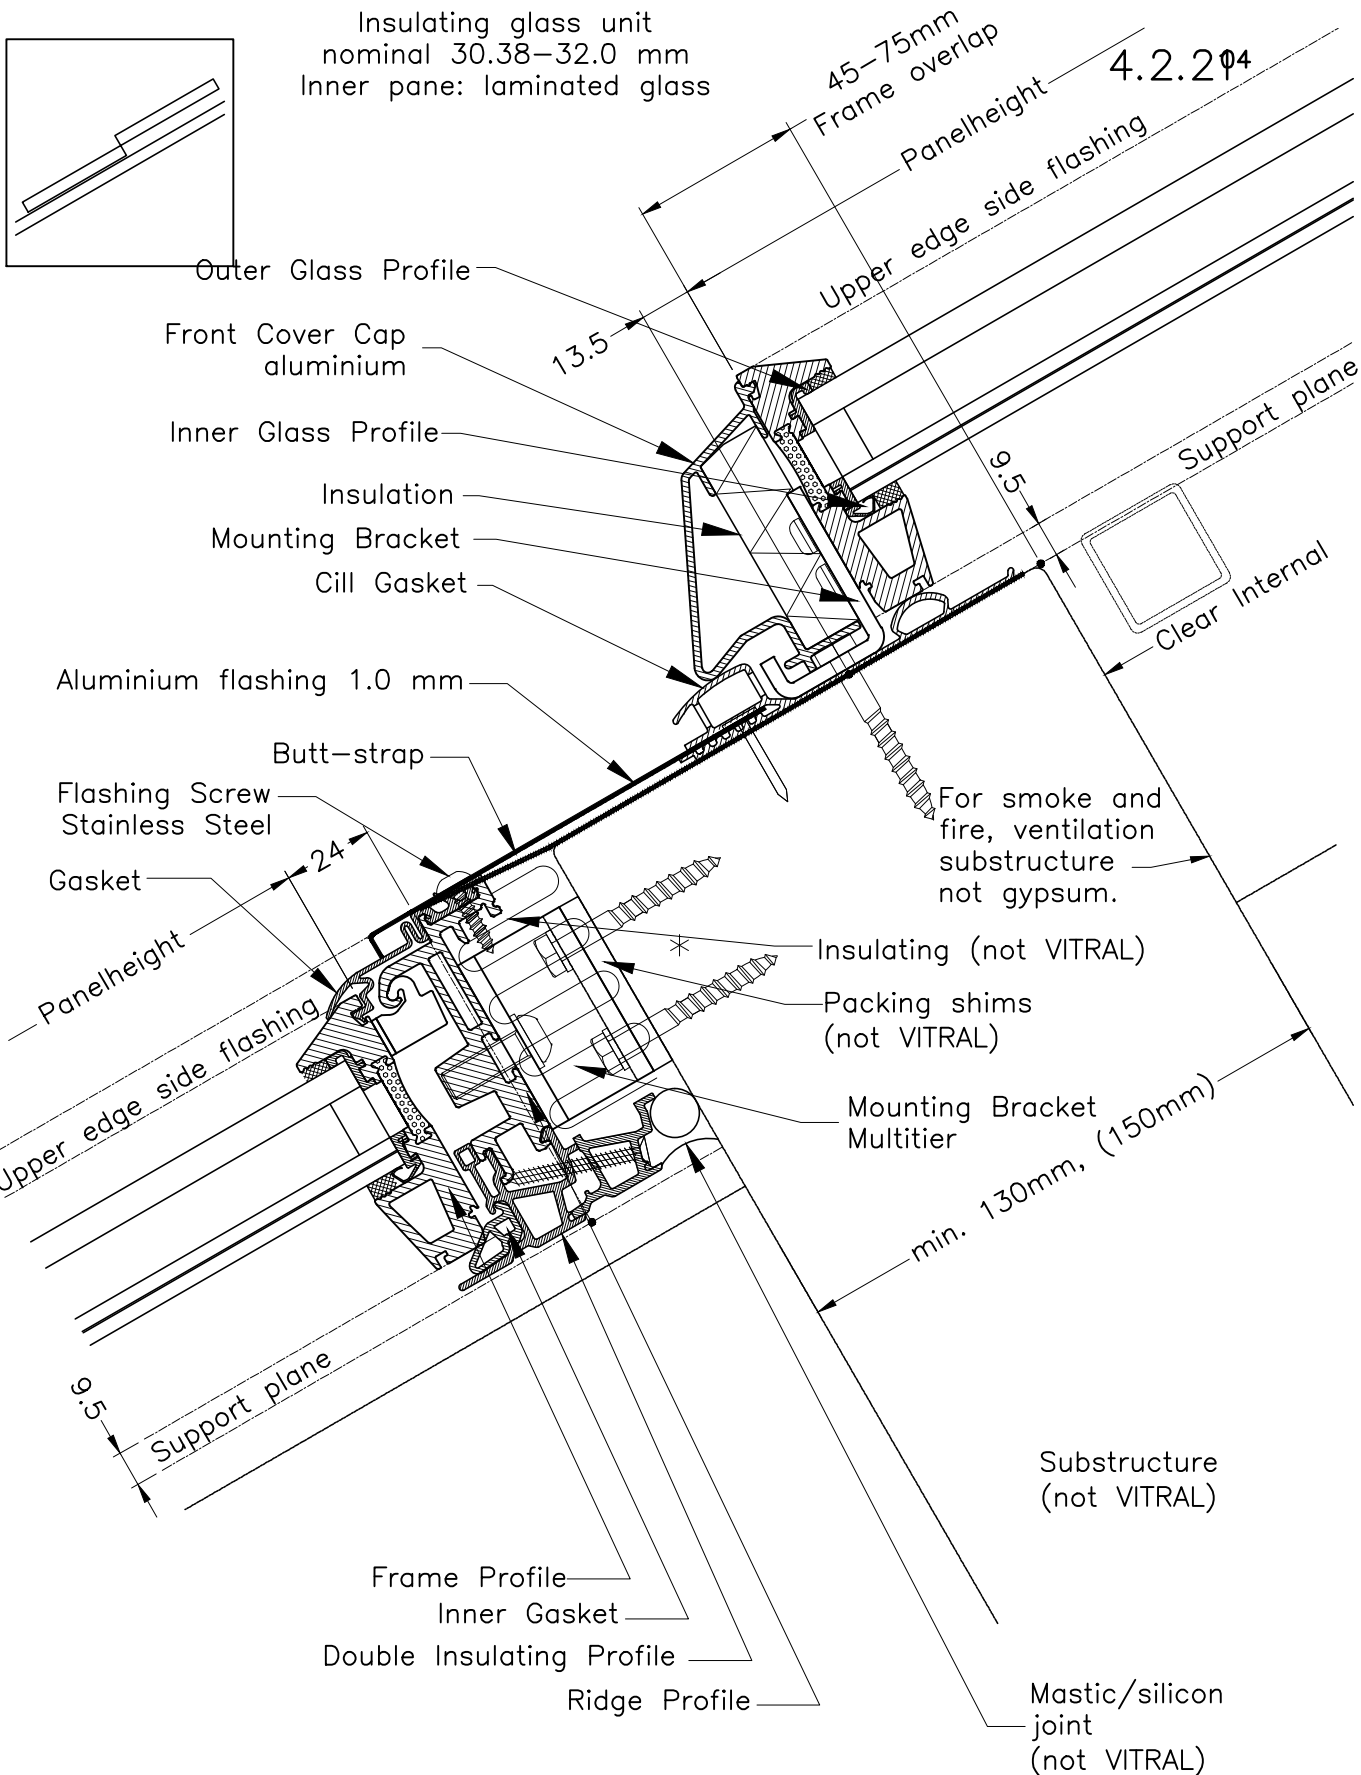 Insulating glass unit
nominal 30.38–32.0 mm
Inner pane: laminated glass
45–75mm
Frame overlap
Panelheight
Upper edge side flashing
Outer Glass Profile
13.5
Front Cover Cap
aluminium
Inner Glass Profile
Support plane
9.5
Insulation
Mounting Bracket
Cill Gasket
Clear Internal
Aluminium flashing 1.0 mm
Butt–strap
Flashing Screw
Stainless Steel
For smoke and
fire, ventilation
substructure
not gypsum.
24
Gasket
Panelheight
Insulating (not VITRAL)
Packing shims
(not VITRAL)
Upper edge side flashing
Mounting Bracket
Multitier
min. 130mm, (150mm)
9.5
Support plane
Substructure
(not VITRAL)
Frame Profile
Inner Gasket
Double Insulating Profile
Ridge Profile
Mastic/silicon
joint
(not VITRAL)